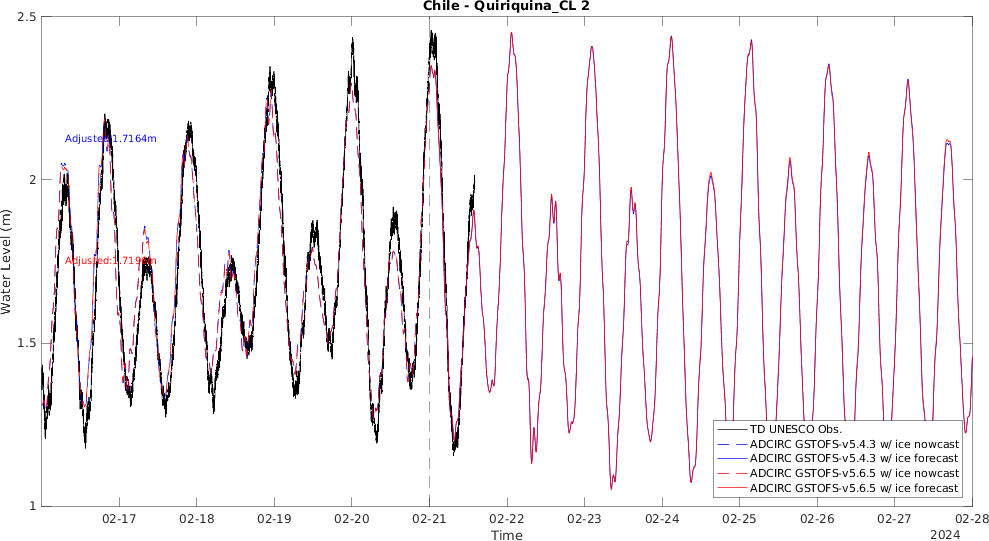 Chile - Quiriquina_CL 2
2.5
2
1.5
1
Water Level (m)
Adjusted:1.7164m
Adjusted:1.719
02-17
02-18
02-19
02-20
02-21
02-22
02-23
02-24
02-25
02-26
02-27
02-28
Time
2024
TD UNESCO Obs.
ADCIRC GSTOFS-v5.4.3 w/ ice nowcast
ADCIRC GSTOFS-v5.4.3 w/ ice forecast
ADCIRC GSTOFS-v5.6.5 w/ ice nowcast
ADCIRC GSTOFS-v5.6.5 w/ ice forecast